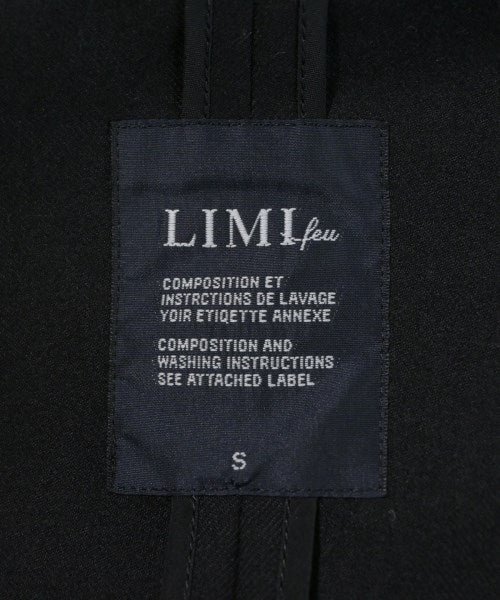 LIMI feu
COMPOSITION ET
INSTRCTIONS DE LAVAGE
YOIR ETIQETTE ANNEXE
COMPOSITION AND
WASHING INSTRUCTIONS
SEE ATTACHED LABEL
S